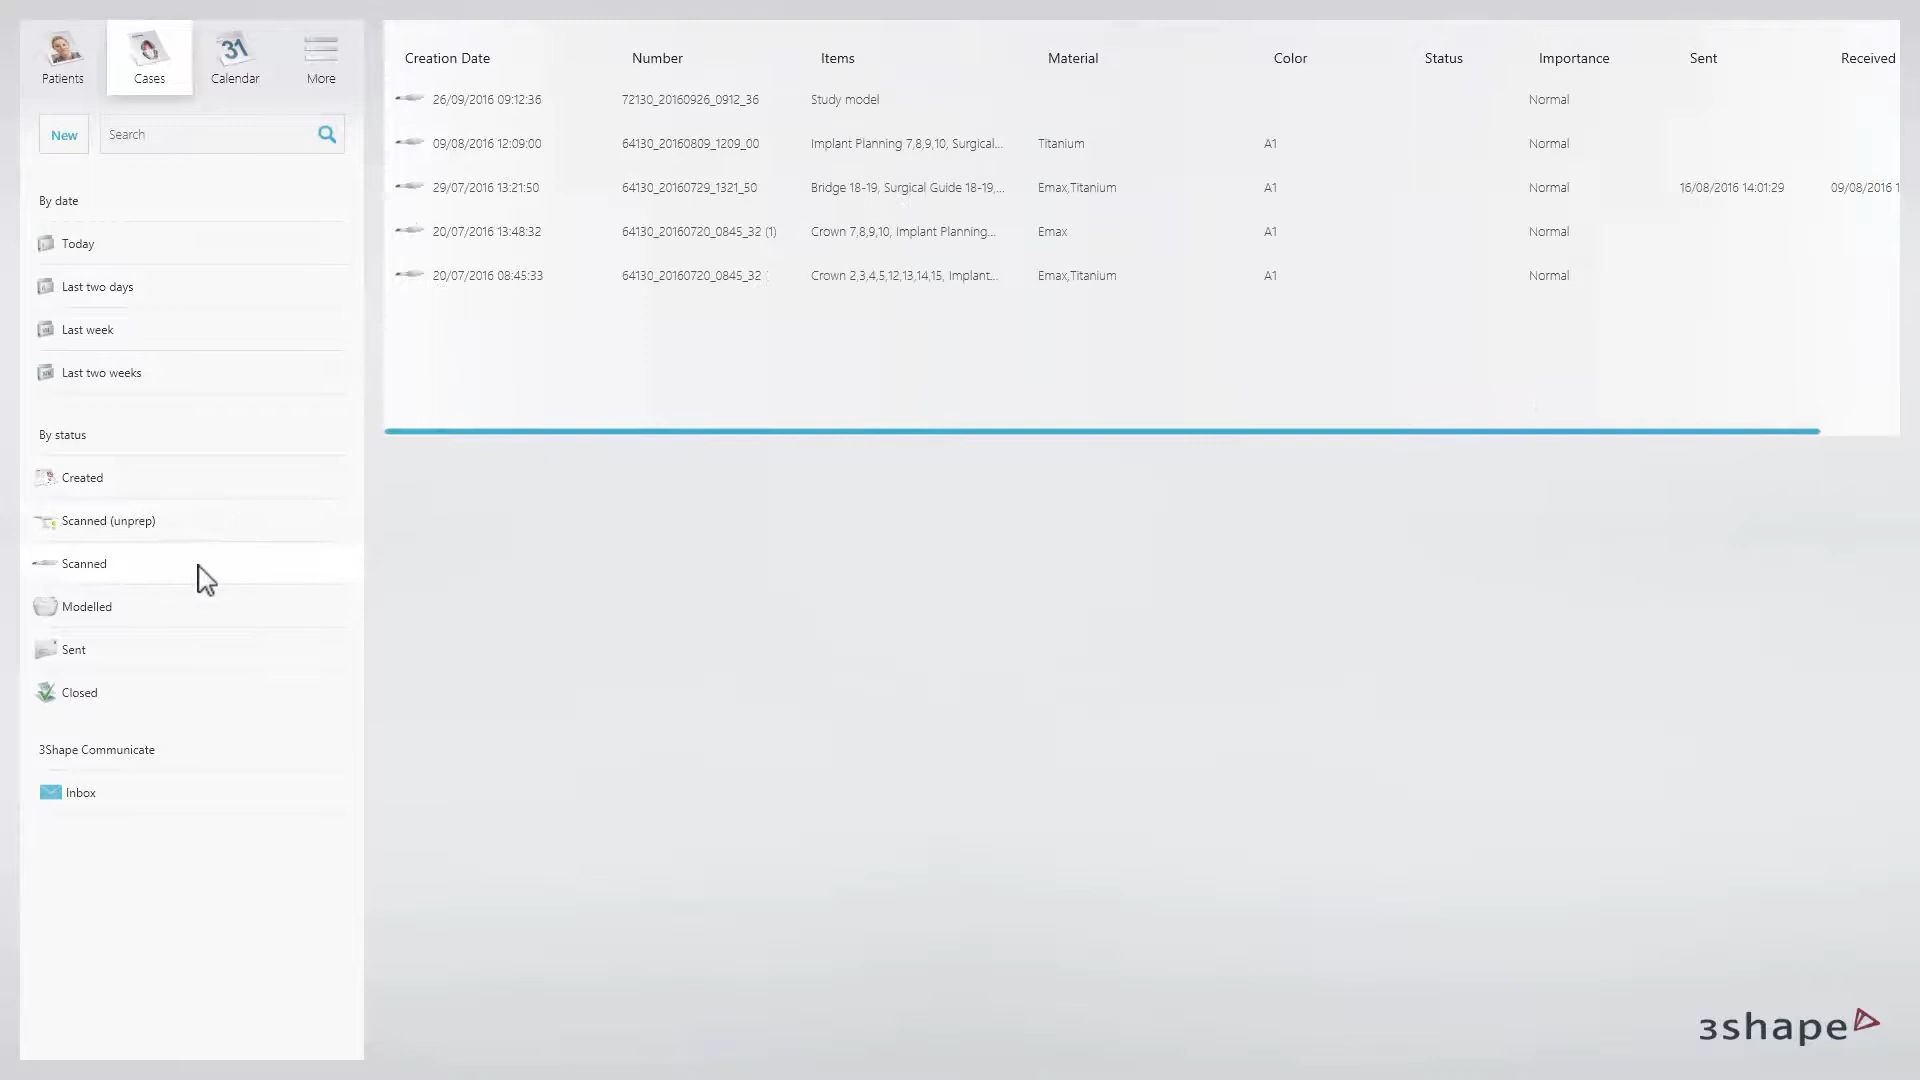 Patients Cases Calendar More
New Search
By date
Today
Last two days
Last week
Last two weeks
By status
Created
Scanned (unprep)
Scanned
Modelled
Sent
Closed
3Shape Communicate
Inbox
Creation Date Number Items Material Color Status Importance Sent Received
26/09/2016 09:12:36 72130_20160926_0912_36 Study model Normal
09/08/2016 12:09:00 64130_20160809_1209_00 Implant Planning 7,8,9,10, Surgical... Titanium A1 Normal
29/07/2016 13:21:50 64130_20160729_1321_50 Bridge 18-19, Surgical Guide 18-19,... Emax,Titanium A1 Normal 16/08/2016 14:01:29 09/08/2016 1
20/07/2016 13:48:32 64130_20160720_0845_32 (1) Crown 7,8,9,10, Implant Planning... Emax A1 Normal
20/07/2016 08:45:33 64130_20160720_0845_32 Crown 2,3,4,5,12,13,14,15, Implant... Emax,Titanium A1 Normal
3shape